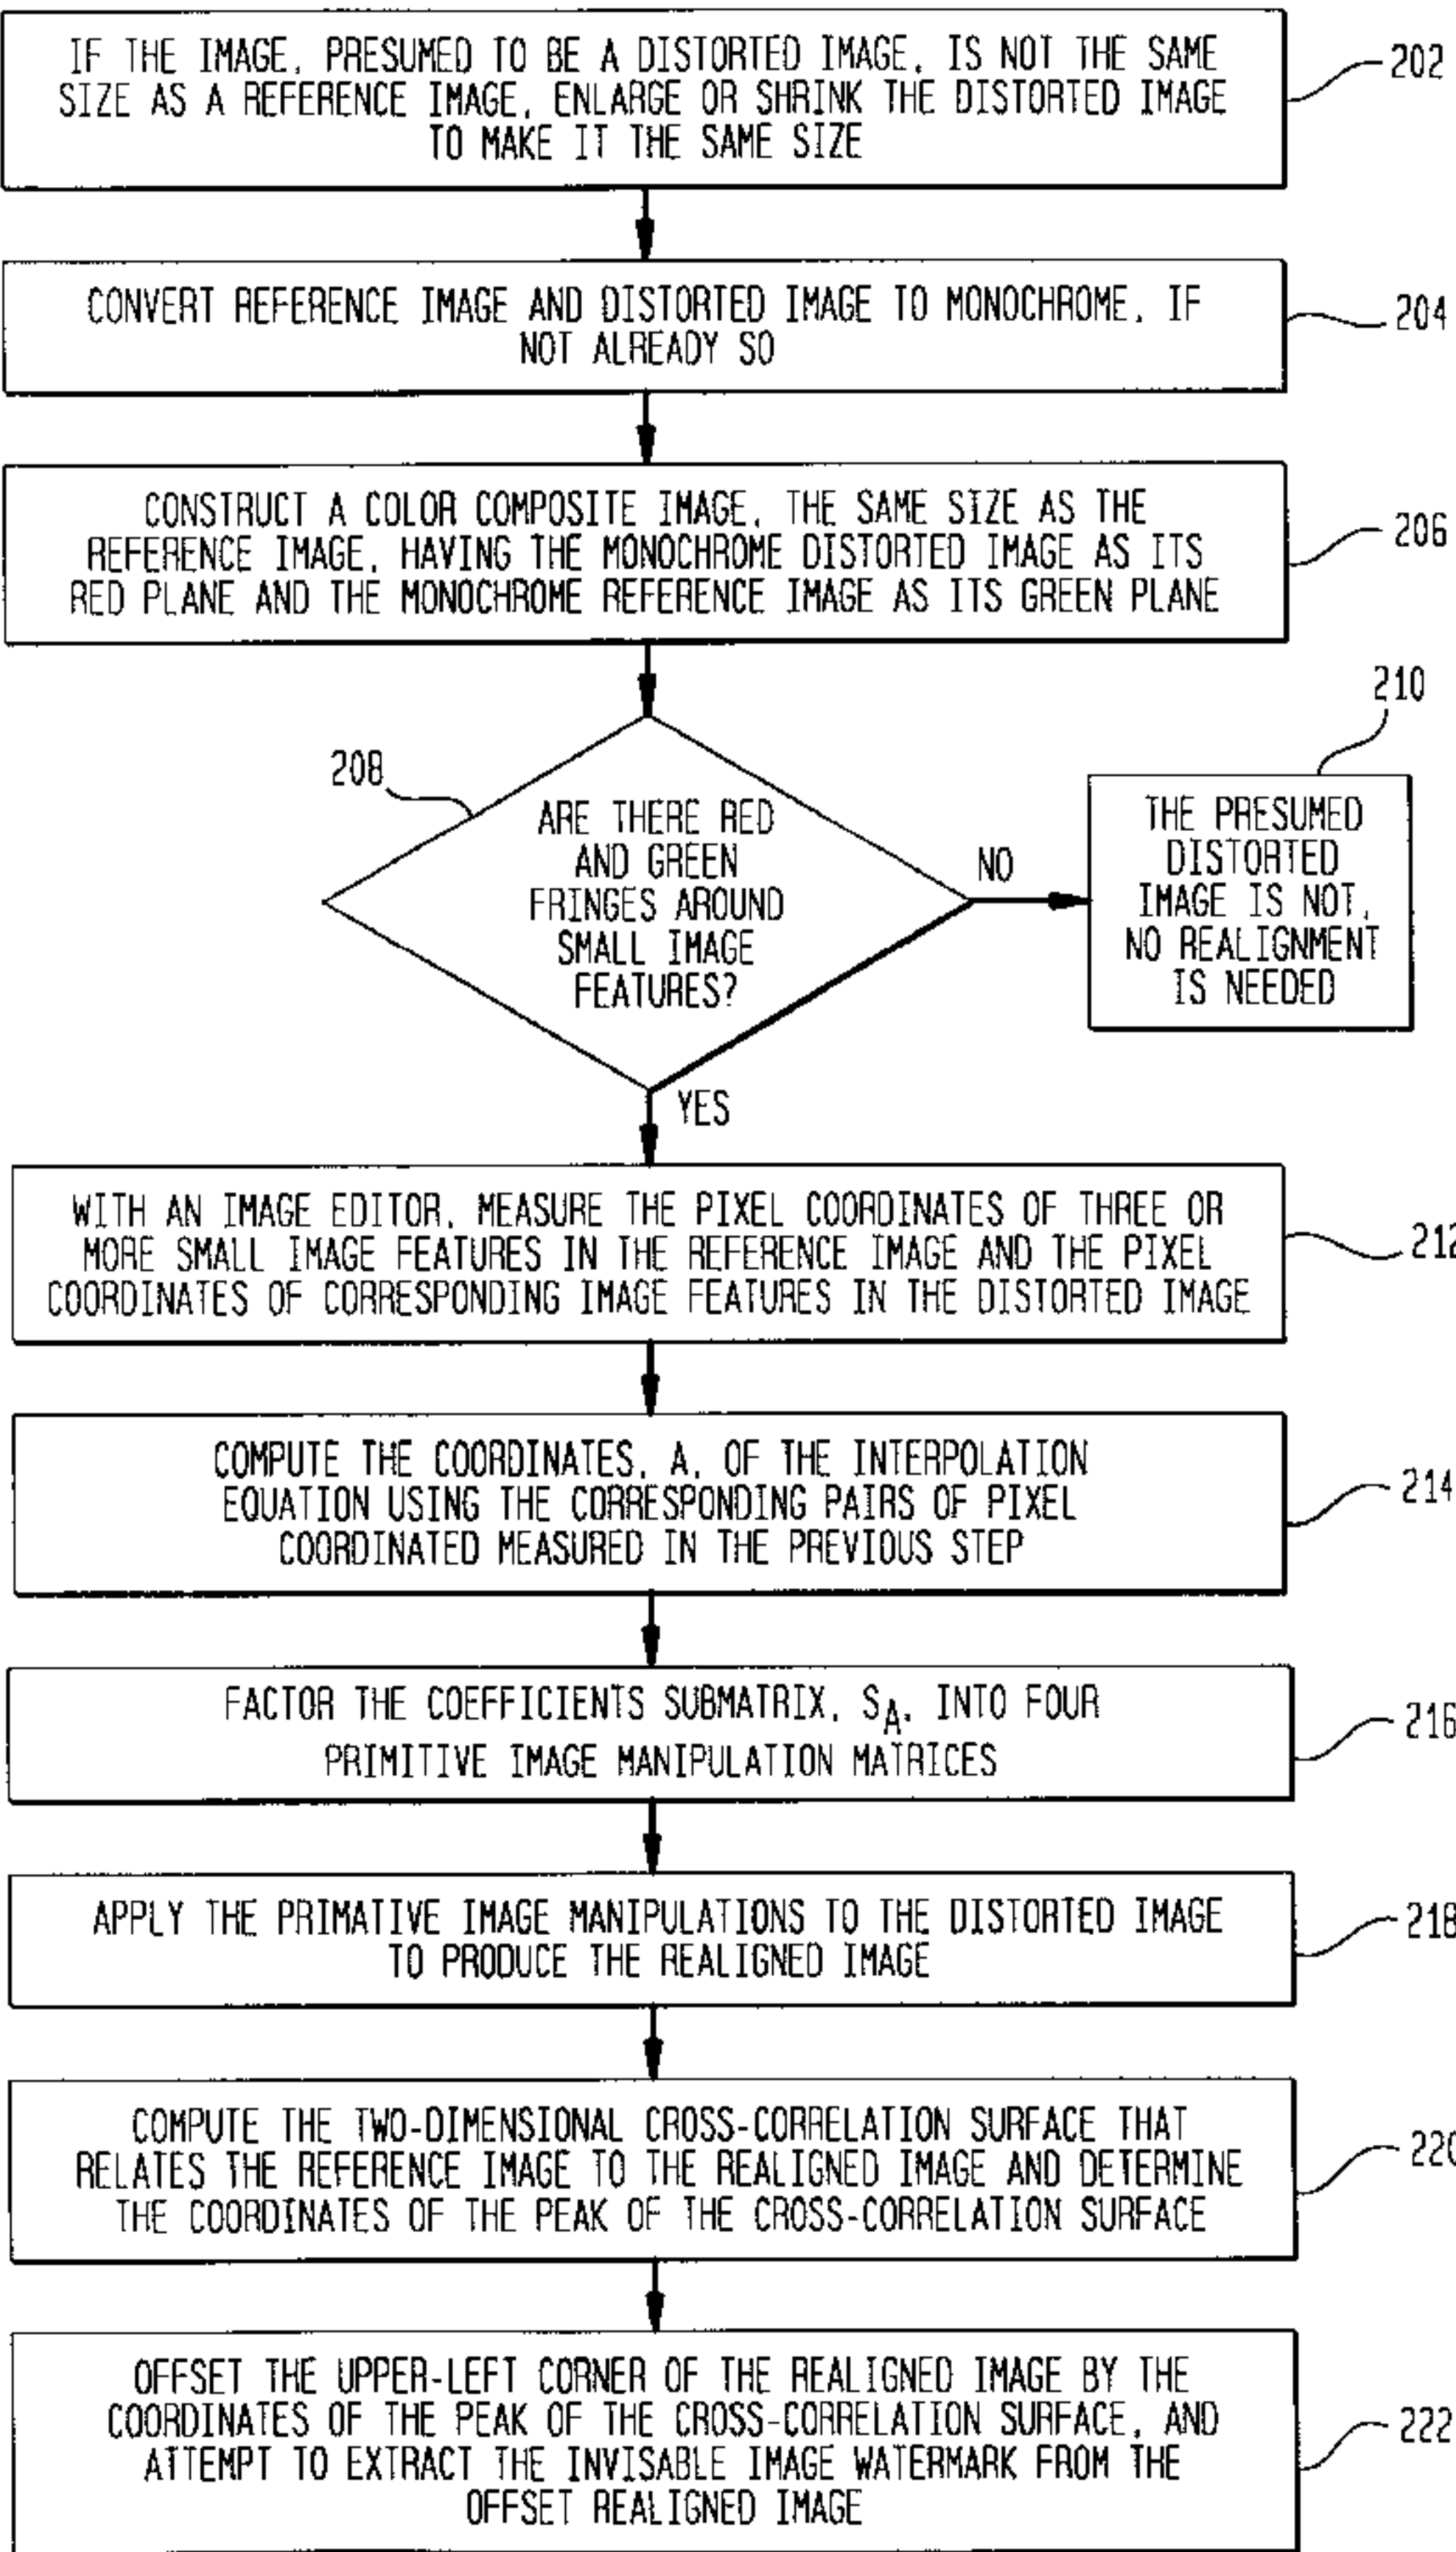 IF THE IMAGE, PRESUMED TO BE A DISTORTED IMAGE, IS NOT THE SAME
SIZE AS A REFERENCE IMAGE, ENLARGE OR SHRINK THE DISTORTED IMAGE
TO MAKE IT THE SAME SIZE
202
CONVERT REFERENCE IMAGE AND DISTORTED IMAGE TO MONOCHROME, IF
NOT ALREADY SO
204
CONSTRUCT A COLOR COMPOSITE IMAGE, THE SAME SIZE AS THE
REFERENCE IMAGE, HAVING THE MONOCHROME DISTORTED IMAGE AS ITS
RED PLANE AND THE MONOCHROME REFERENCE IMAGE AS ITS GREEN PLANE
206
208
ARE THERE RED
AND GREEN
FRINGES AROUND
SMALL IMAGE
FEATURES?
NO
210
THE PRESUMED
DISTORTED
IMAGE IS NOT,
NO REALIGNMENT
IS NEEDED
YES
WITH AN IMAGE EDITOR, MEASURE THE PIXEL COORDINATES OF THREE OR
MORE SMALL IMAGE FEATURES IN THE REFERENCE IMAGE AND THE PIXEL
COORDINATES OF CORRESPONDING IMAGE FEATURES IN THE DISTORTED IMAGE
212
COMPUTE THE COORDINATES, A, OF THE INTERPOLATION
EQUATION USING THE CORRESPONDING PAIRS OF PIXEL
COORDINATED MEASURED IN THE PREVIOUS STEP
214
FACTOR THE COEFFICIENTS SUBMATRIX, SA, INTO FOUR
PRIMITIVE IMAGE MANIPULATION MATRICES
216
APPLY THE PRIMATIVE IMAGE MANIPULATIONS TO THE DISTORTED IMAGE
TO PRODUCE THE REALIGNED IMAGE
218
COMPUTE THE TWO-DIMENSIONAL CROSS-CORRELATION SURFACE THAT
RELATES THE REFERENCE IMAGE TO THE REALIGNED IMAGE AND DETERMINE
THE COORDINATES OF THE PEAK OF THE CROSS-CORRELATION SURFACE
220
OFFSET THE UPPER-LEFT CORNER OF THE REALIGNED IMAGE BY THE
COORDINATES OF THE PEAK OF THE CROSS-CORRELATION SURFACE, AND
ATTEMPT TO EXTRACT THE INVISABLE IMAGE WATERMARK FROM THE
OFFSET REALIGNED IMAGE
222